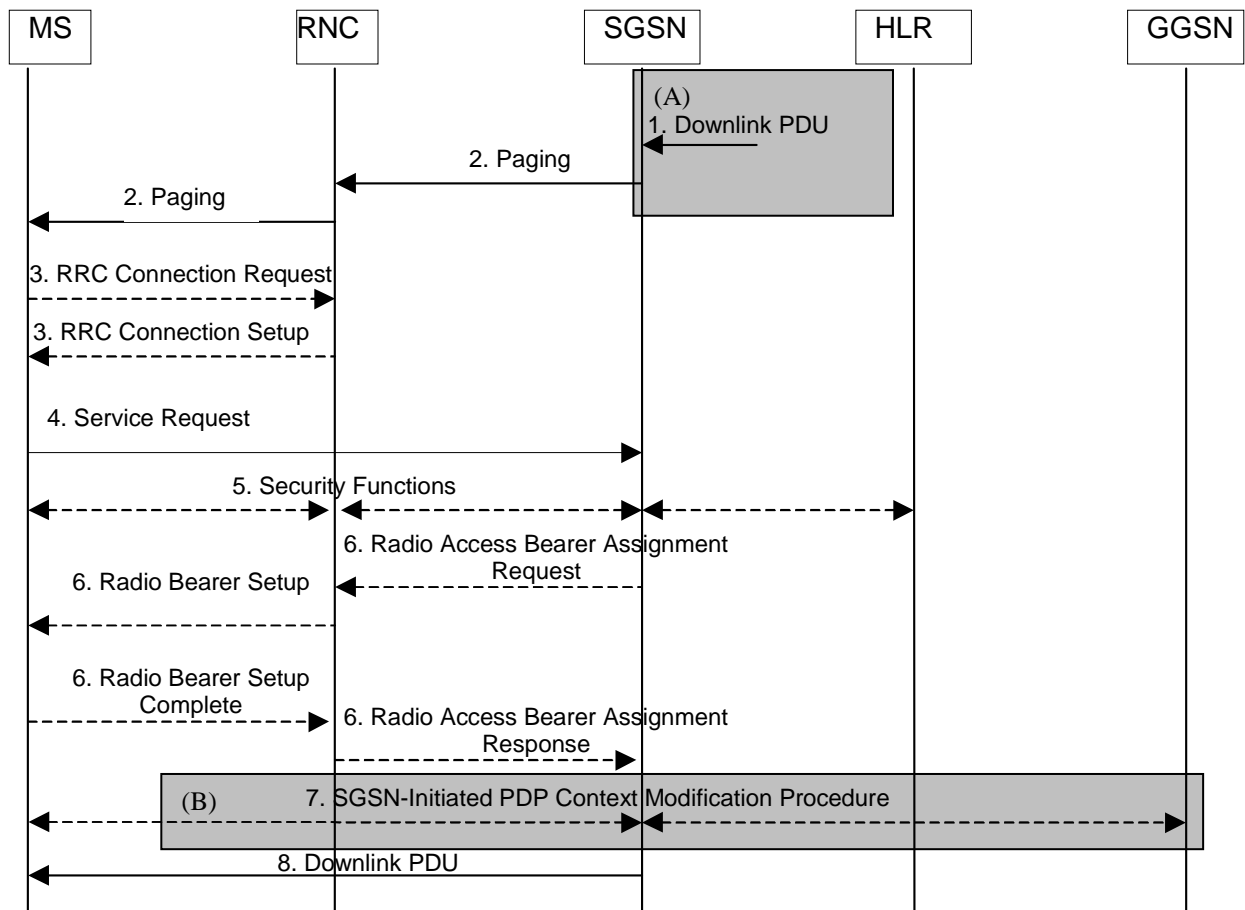 MS
RNC
SGSN
HLR
GGSN
(A)
1. Downlink PDU
2. Paging
2. Paging
3. RRC Connection Request
3. RRC Connection Setup
4. Service Request
5. Security Functions
6. Radio Access Bearer Assignment
Request
6. Radio Bearer Setup
6. Radio Bearer Setup
Complete
6. Radio Access Bearer Assignment
Response
(B)
7. SGSN-Initiated PDP Context Modification Procedure
8. Downlink PDU